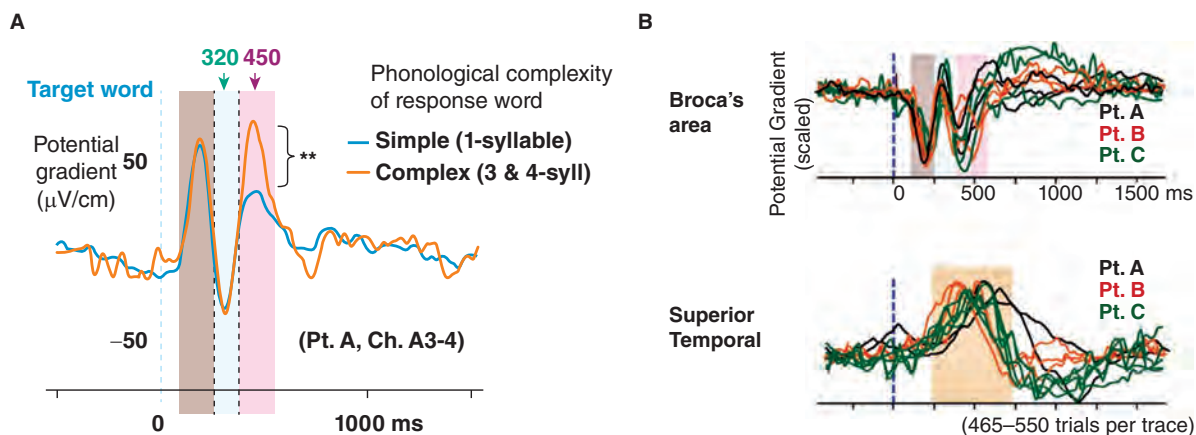 A
320 450
Target word
Phonological complexity
of response word
Potential
gradient
(µV/cm)
50
Simple (1-syllable)
Complex (3 & 4-syll)
**
−50
(Pt. A, Ch. A3-4)
0
1000 ms
B
Broca's
area
Potential Gradient
(scaled)
Pt. A
Pt. B
Pt. C
0 500 1000 1500 ms
Superior
Temporal
Pt. A
Pt. B
Pt. C
(465–550 trials per trace)